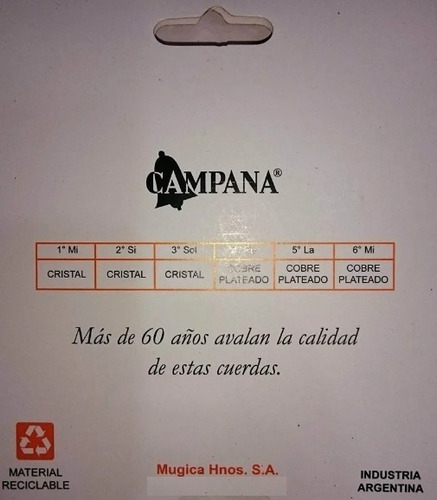 CAMPANA®
1° Mi 2° Si 3° Sol 5° La 6° Mi
CRISTAL CRISTAL CRISTAL COBRE PLATEADO COBRE PLATEADO COBRE PLATEADO
Más de 60 años avalan la calidad
de estas cuerdas.
MATERIAL
RECICLABLE
Mugica Hnos. S.A.
INDUSTRIA
ARGENTINA